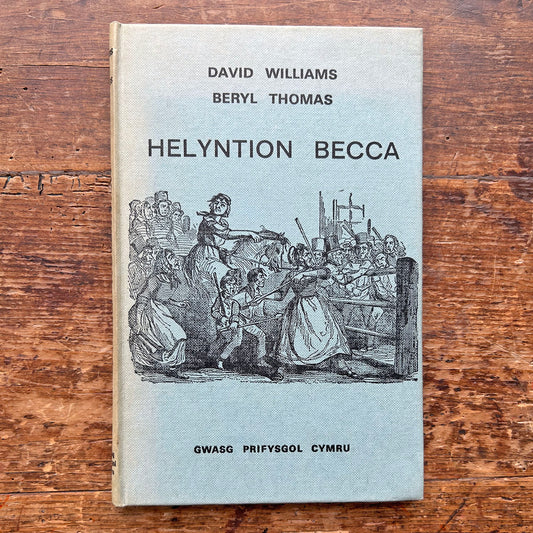 DAVID WILLIAMS
BERYL THOMAS
HELYNTION BECCA
GWASG PRIFYSGOL CYMRU